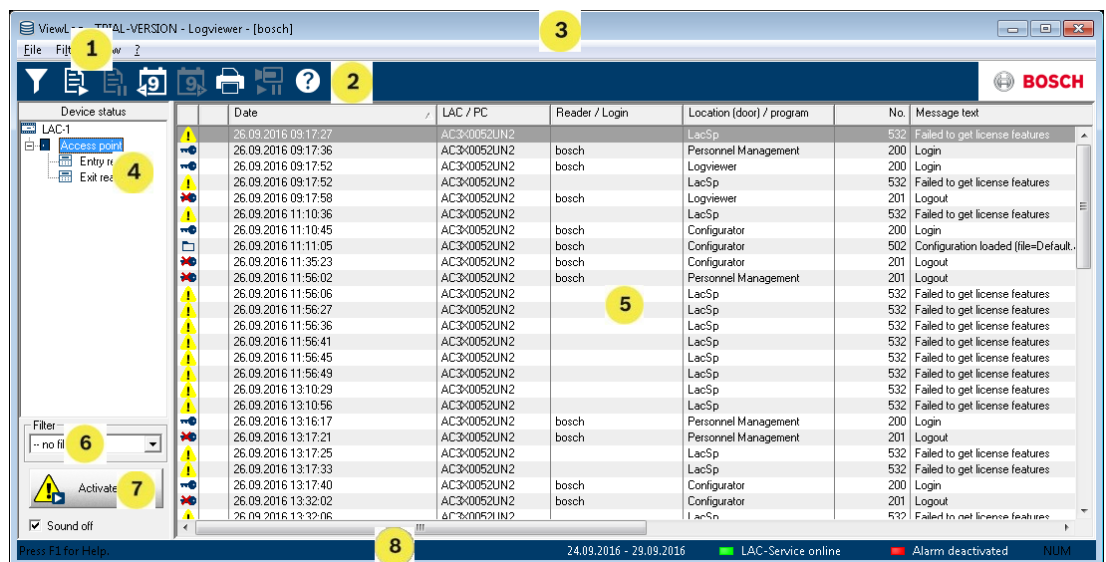 TRIAL-VERSION - Logviewer - [bosch] 3
File 1 ?
2 BOSCH
Device status Date LAC / PC Reader / Login Location (door) / program No. Message text
LAC-1
Access point
Entry
Exit 4
26.09.2016 09:17:27 AC3X0052UN2 LacSp 532 Failed to get license features
26.09.2016 09:17:36 AC3X0052UN2 bosch Personnel Management 200 Login
26.09.2016 09:17:52 AC3X0052UN2 bosch Logviewer 200 Login
26.09.2016 09:17:52 AC3X0052UN2 LacSp 532 Failed to get license features
26.09.2016 09:17:58 AC3X0052UN2 bosch Logviewer 201 Logout
26.09.2016 11:10:36 AC3X0052UN2 LacSp 532 Failed to get license features
26.09.2016 11:10:45 AC3X0052UN2 bosch Configurator 200 Login
26.09.2016 11:11:05 AC3X0052UN2 bosch Configurator 502 Configuration loaded (file=Default.
26.09.2016 11:35:23 AC3X0052UN2 bosch Configurator 201 Logout
26.09.2016 11:56:02 AC3X0052UN2 bosch Personnel Management 201 Logout
26.09.2016 11:56:06 AC3X0052UN2 LacSp 532 Failed to get license features
26.09.2016 11:56:27 AC3X0052UN2 5 LacSp 532 Failed to get license features
26.09.2016 11:56:36 AC3X0052UN2 LacSp 532 Failed to get license features
26.09.2016 11:56:41 AC3X0052UN2 LacSp 532 Failed to get license features
26.09.2016 11:56:45 AC3X0052UN2 LacSp 532 Failed to get license features
26.09.2016 11:56:49 AC3X0052UN2 LacSp 532 Failed to get license features
26.09.2016 13:10:29 AC3X0052UN2 LacSp 532 Failed to get license features
26.09.2016 13:10:56 AC3X0052UN2 LacSp 532 Failed to get license features
26.09.2016 13:16:17 AC3X0052UN2 bosch Personnel Management 200 Login
26.09.2016 13:17:21 AC3X0052UN2 bosch Personnel Management 201 Logout
26.09.2016 13:17:25 AC3X0052UN2 LacSp 532 Failed to get license features
26.09.2016 13:17:33 AC3X0052UN2 LacSp 532 Failed to get license features
26.09.2016 13:17:40 AC3X0052UN2 bosch Configurator 200 Login
26.09.2016 13:32:02 AC3X0052UN2 bosch Configurator 201 Logout
26.09.2016 13:32:06 AC3X0052UN2 LacSp 532 Failed to get license features
Filter
-- no 6
Activate 7
Sound off
Press F1 for Help. 8 24.09.2016 - 29.09.2016 LAC-Service online Alarm deactivated NUM